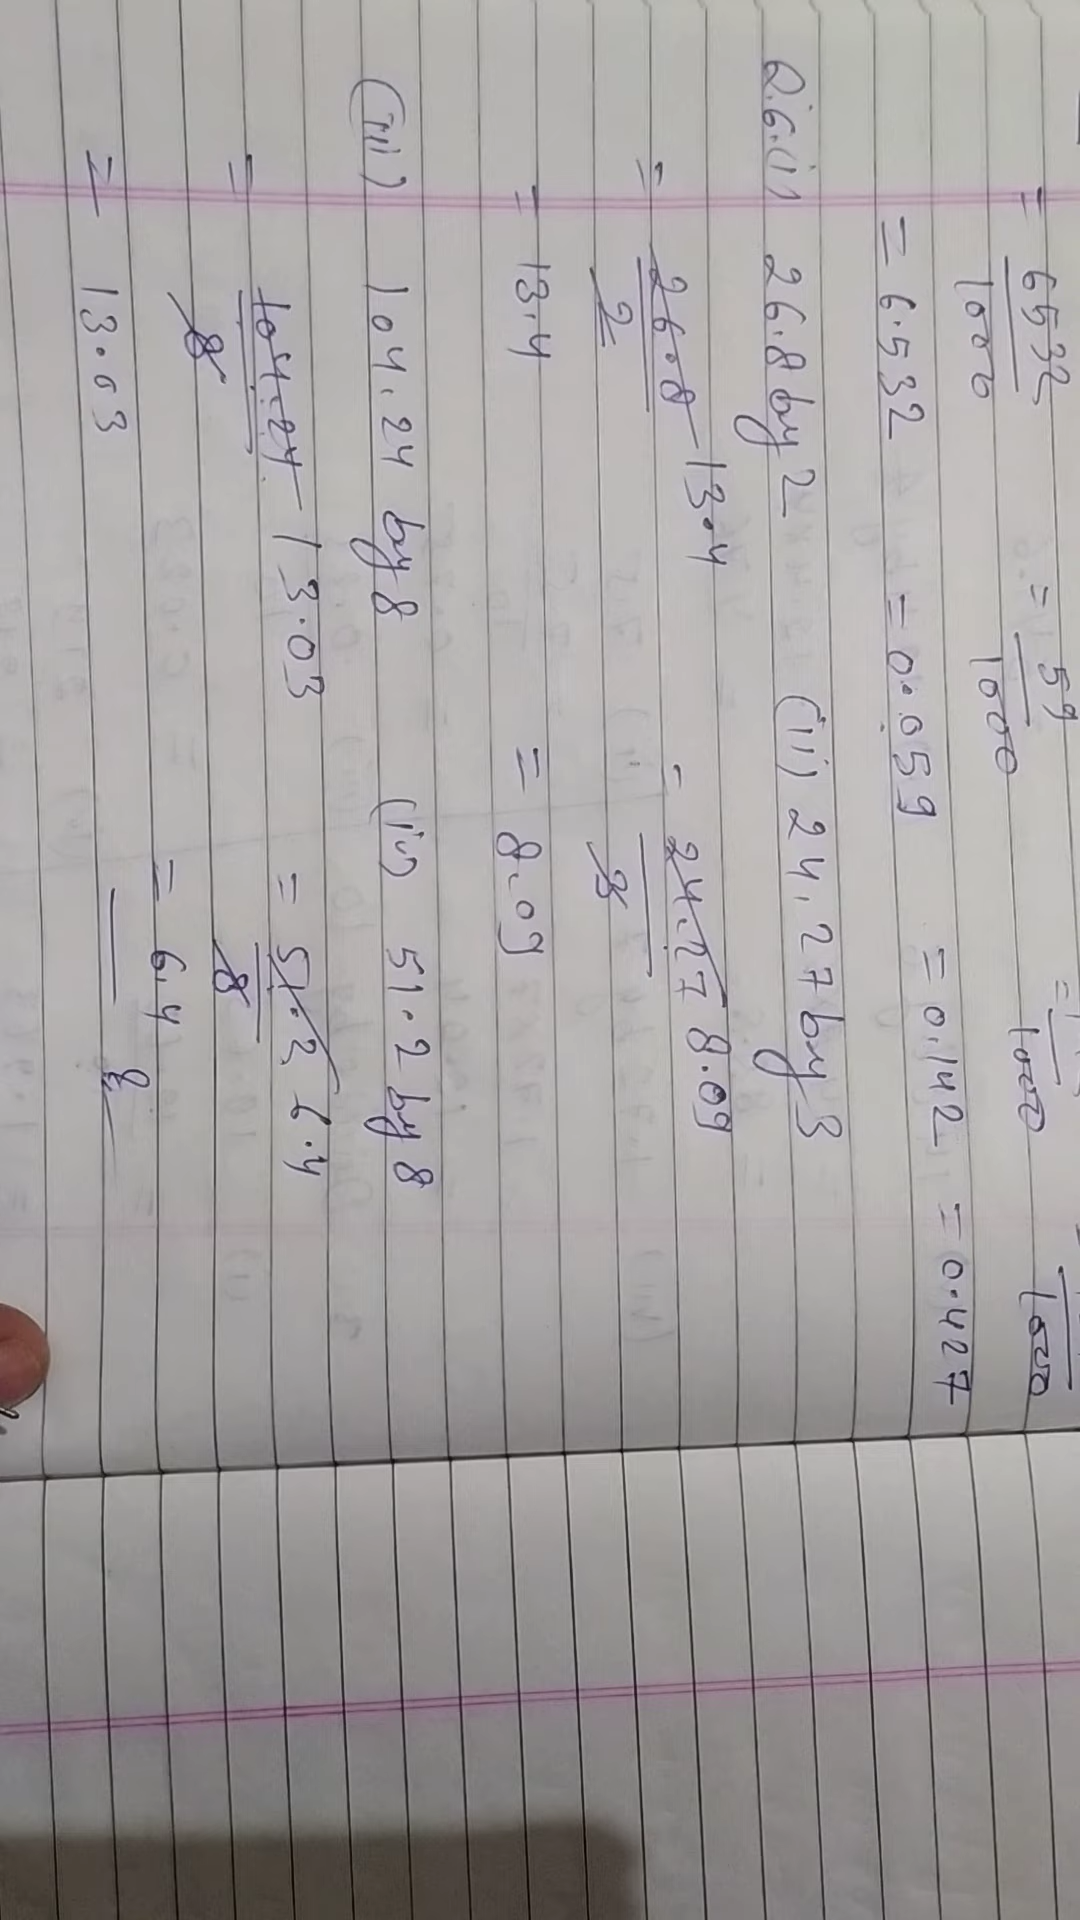 = 6532/1000 = 59/1000 = 1000 1000
= 6.532 = 0.059 = 0.142 = 0.427
Q.6.(i) 26.8 by 2 (ii) 24.27 by 3
= 26.8/2 13.4 = 24.27/3 8.09
= 13.4 = 8.09
(iii) 104.24 by 8 (iv) 51.2 by 8
= 104.24/8 13.03 = 51.2/8 6.4
= 13.03 = 6.4